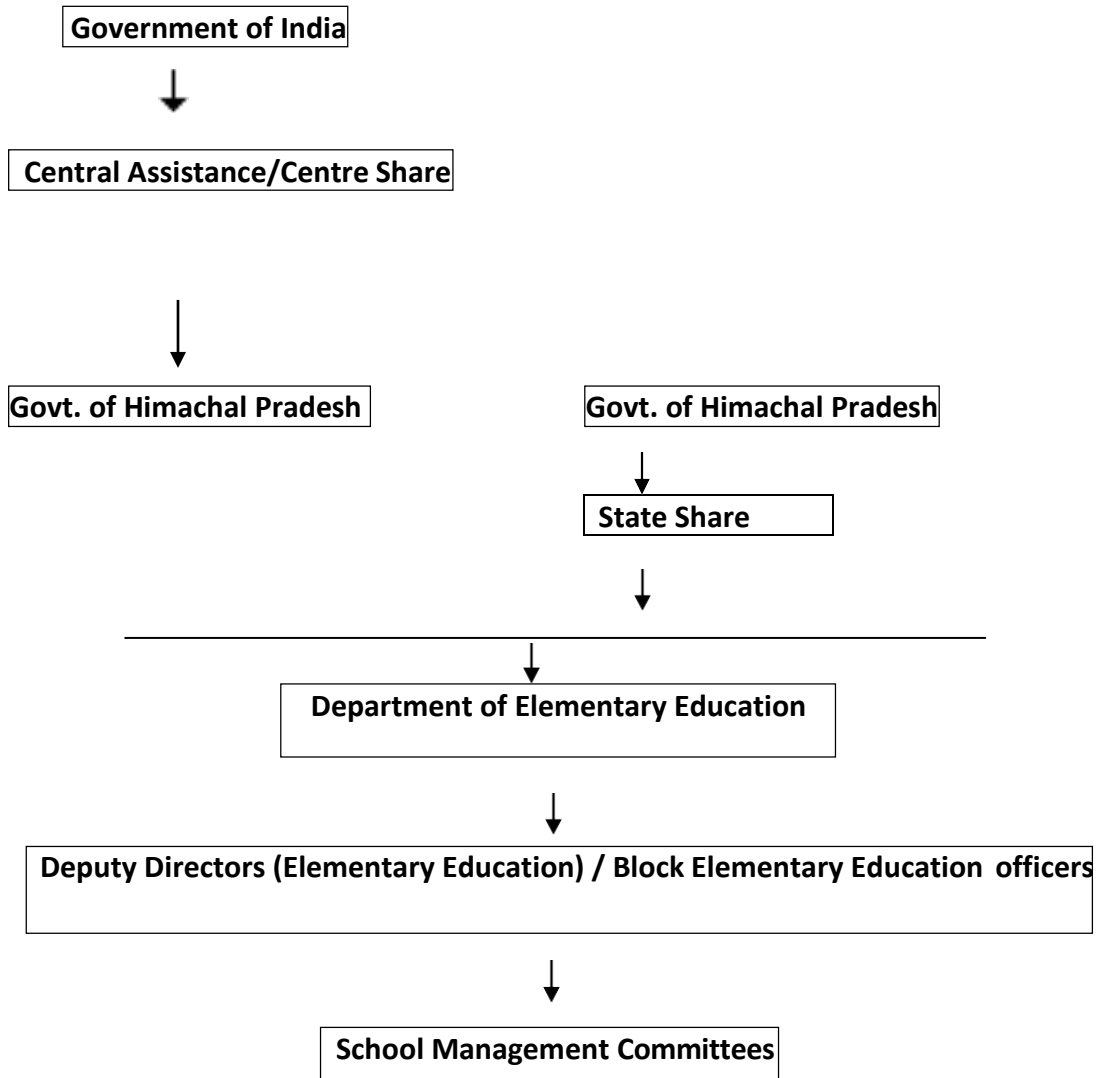 Government of India
Central Assistance/Centre Share
Govt. of Himachal Pradesh
Govt. of Himachal Pradesh
State Share
Department of Elementary Education
Deputy Directors (Elementary Education) / Block Elementary Education officers
School Management Committees